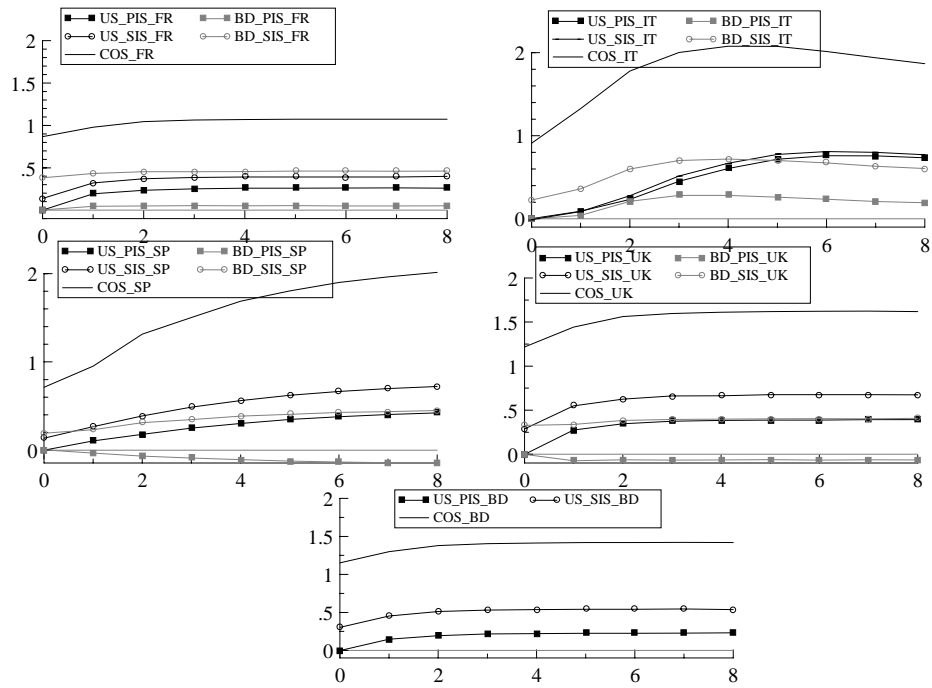 US_PIS_FR BD_PIS_FR
US_SIS_FR BD_SIS_FR
COS_FR
2
1
.5
0
0 2 4 6 8
US_PIS_IT BD_PIS_IT
US_SIS_IT BD_SIS_IT
COS_IT
2
1
0
0 2 4 6 8
US_PIS_SP BD_PIS_SP
US_SIS_SP BD_SIS_SP
COS_SP
2
1
0
0 2 4 6 8
US_PIS_UK BD_PIS_UK
US_SIS_UK BD_SIS_UK
COS_UK
2
1.5
1
.5
0
0 2 4 6 8
US_PIS_BD US_SIS_BD
COS_BD
2
1.5
1
.5
0
0 2 4 6 8